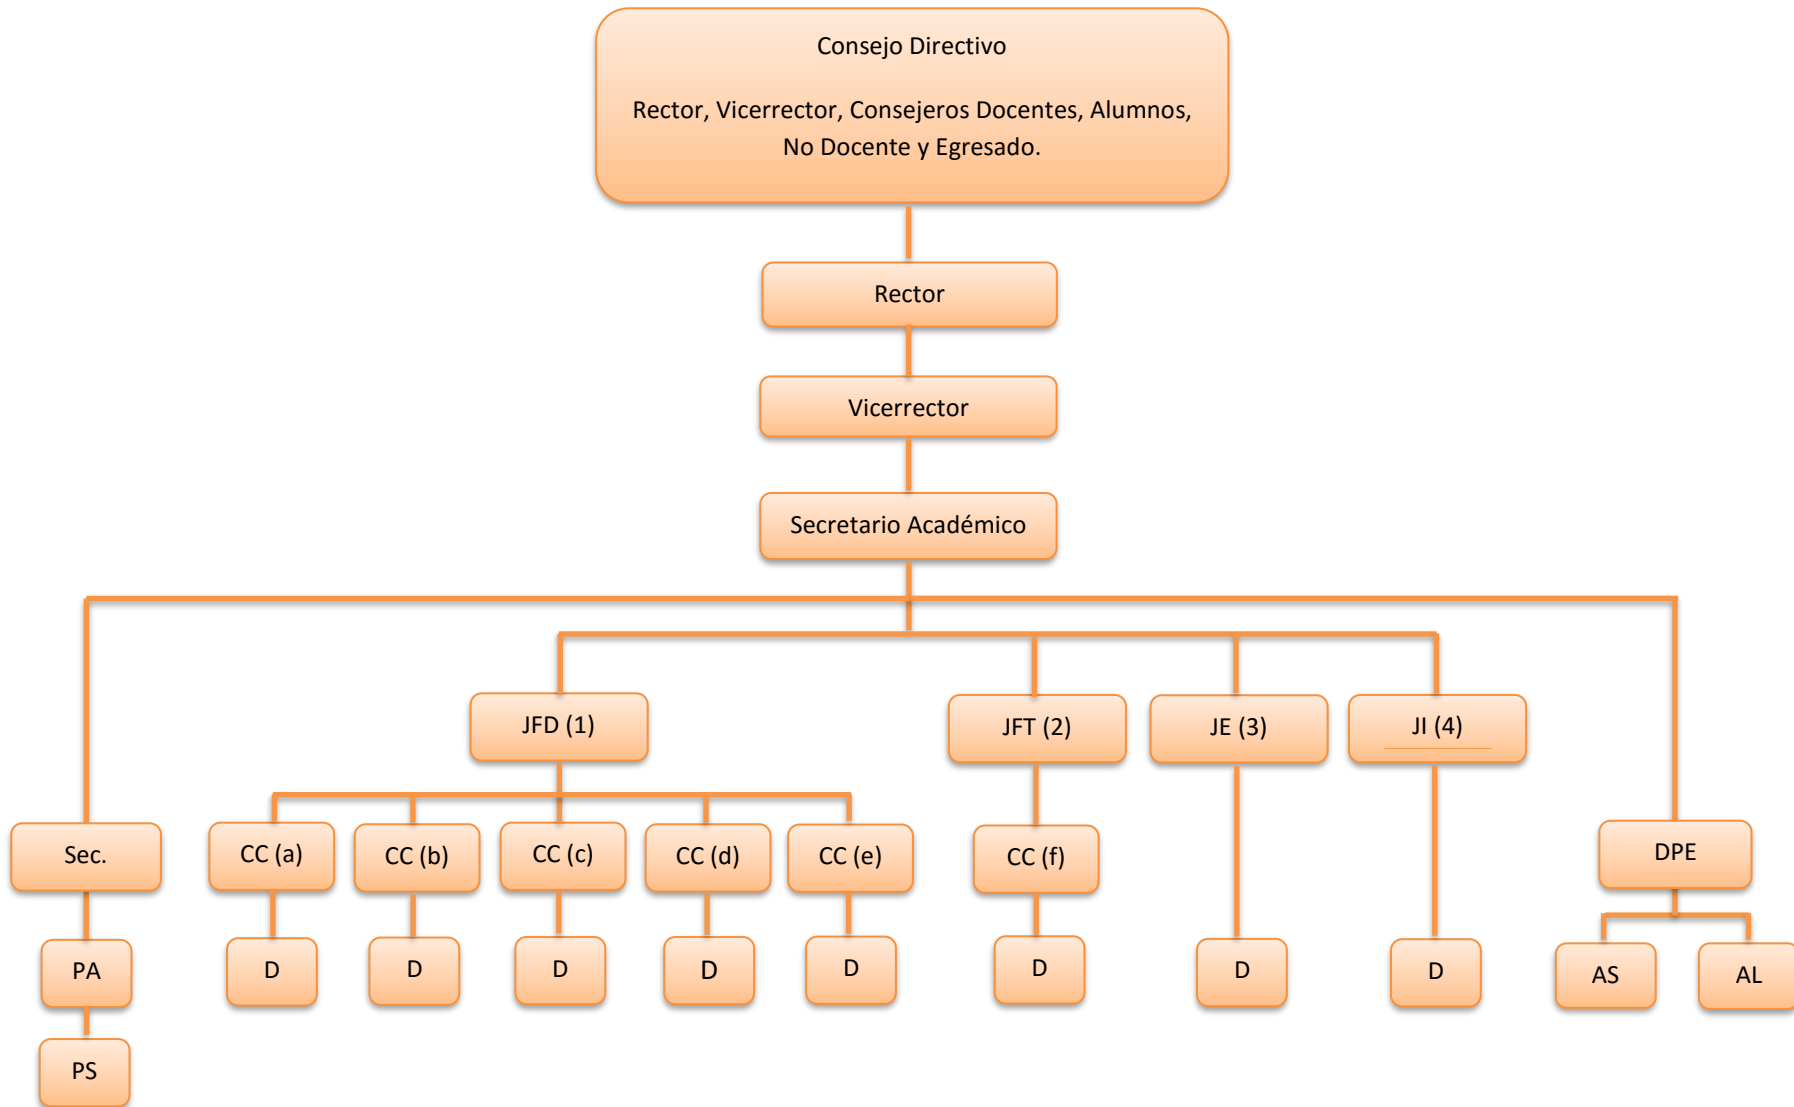 Consejo Directivo
Rector, Vicerrector, Consejeros Docentes, Alumnos,
No Docente y Egresado.
Rector
Vicerrector
Secretario Académico
JFD (1)
JFT (2)
JE (3)
JI (4)
Sec.
CC (a)
CC (b)
CC (c)
CC (d)
CC (e)
CC (f)
DPE
PA
D
D
D
D
D
D
D
D
AS
AL
PS